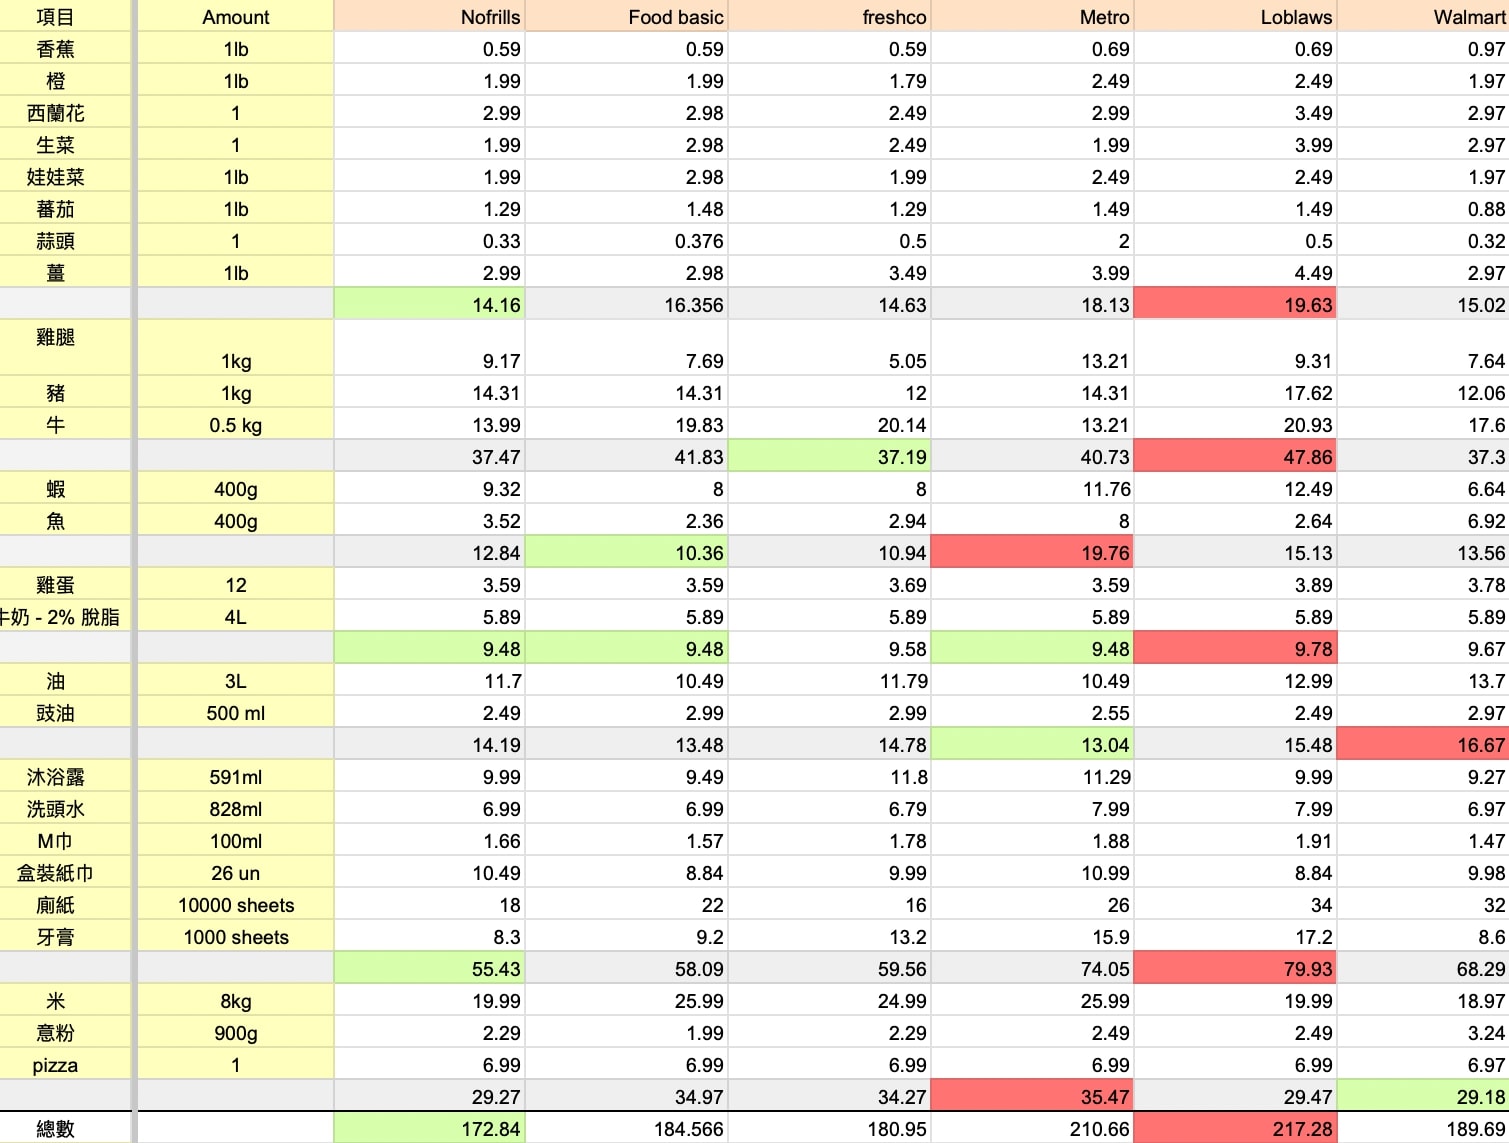 項目 Amount Nofrills Food basic freshco Metro Loblaws Walmart
香蕉 1lb 0.59 0.59 0.59 0.69 0.69 0.97
橙 1lb 1.99 1.99 1.79 2.49 2.49 1.97
西蘭花 1 2.99 2.98 2.49 2.99 3.49 2.97
生菜 1 1.99 2.98 2.49 1.99 3.99 2.97
娃娃菜 1lb 1.99 2.98 1.99 2.49 2.49 1.97
蕃茄 1lb 1.29 1.48 1.29 1.49 1.49 0.88
蒜頭 1 0.33 0.376 0.5 2 0.5 0.32
薑 1lb 2.99 2.98 3.49 3.99 4.49 2.97
14.16 16.356 14.63 18.13 19.63 15.02
雞腿 1kg 9.17 7.69 5.05 13.21 9.31 7.64
豬 1kg 14.31 14.31 12 14.31 17.62 12.06
牛 0.5 kg 13.99 19.83 20.14 13.21 20.93 17.6
37.47 41.83 37.19 40.73 47.86 37.3
蝦 400g 9.32 8 8 11.76 12.49 6.64
魚 400g 3.52 2.36 2.94 8 2.64 6.92
12.84 10.36 10.94 19.76 15.13 13.56
雞蛋 12 3.59 3.59 3.69 3.59 3.89 3.78
牛奶 - 2% 脫脂 4L 5.89 5.89 5.89 5.89 5.89 5.89
9.48 9.48 9.58 9.48 9.78 9.67
油 3L 11.7 10.49 11.79 10.49 12.99 13.7
豉油 500 ml 2.49 2.99 2.99 2.55 2.49 2.97
14.19 13.48 14.78 13.04 15.48 16.67
沐浴露 591ml 9.99 9.49 11.8 11.29 9.99 9.27
洗頭水 828ml 6.99 6.99 6.79 7.99 7.99 6.97
M巾 100ml 1.66 1.57 1.78 1.88 1.91 1.47
盒裝紙巾 26 un 10.49 8.84 9.99 10.99 8.84 9.98
廁紙 10000 sheets 18 22 16 26 34 32
牙膏 1000 sheets 8.3 9.2 13.2 15.9 17.2 8.6
55.43 58.09 59.56 74.05 79.93 68.29
米 8kg 19.99 25.99 24.99 25.99 19.99 18.97
意粉 900g 2.29 1.99 2.29 2.49 2.49 3.24
pizza 1 6.99 6.99 6.99 6.99 6.99 6.97
29.27 34.97 34.27 35.47 29.47 29.18
總數 172.84 184.566 180.95 210.66 217.28 189.69